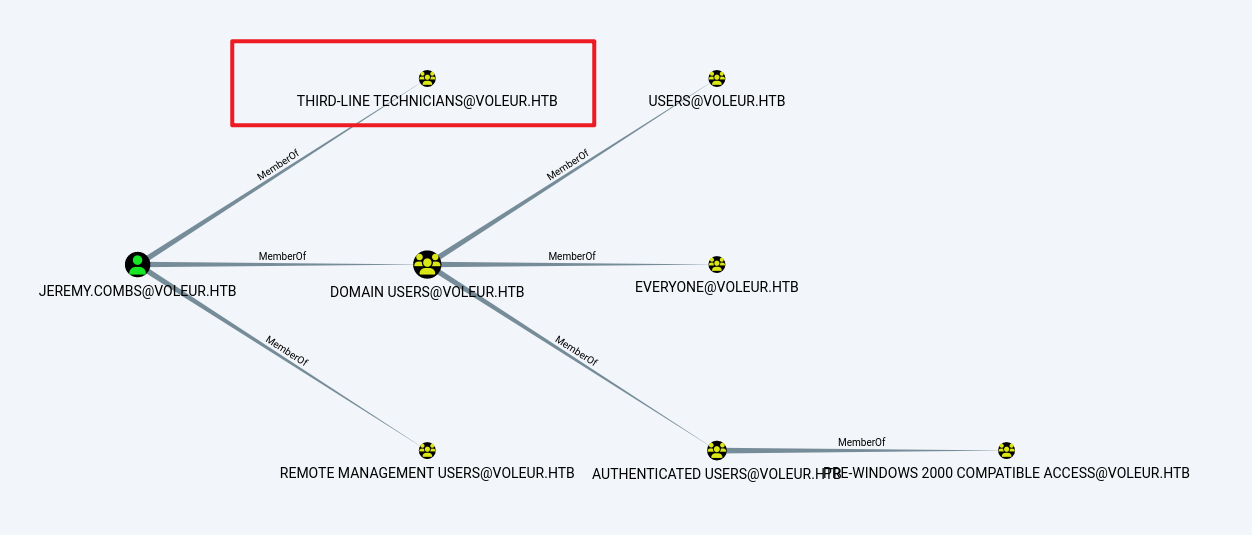 THIRD-LINE TECHNICIANS@VOLEUR.HTB
USERS@VOLEUR.HTB
MemberOf
MemberOf
MemberOf
MemberOf
JEREMY.COMBS@VOLEUR.HTB
DOMAIN USERS@VOLEUR.HTB
EVERYONE@VOLEUR.HTB
MemberOf
MemberOf
MemberOf
REMOTE MANAGEMENT USERS@VOLEUR.HTB
AUTHENTICATED USERS@VOLEUR.HTB
PRE-WINDOWS 2000 COMPATIBLE ACCESS@VOLEUR.HTB